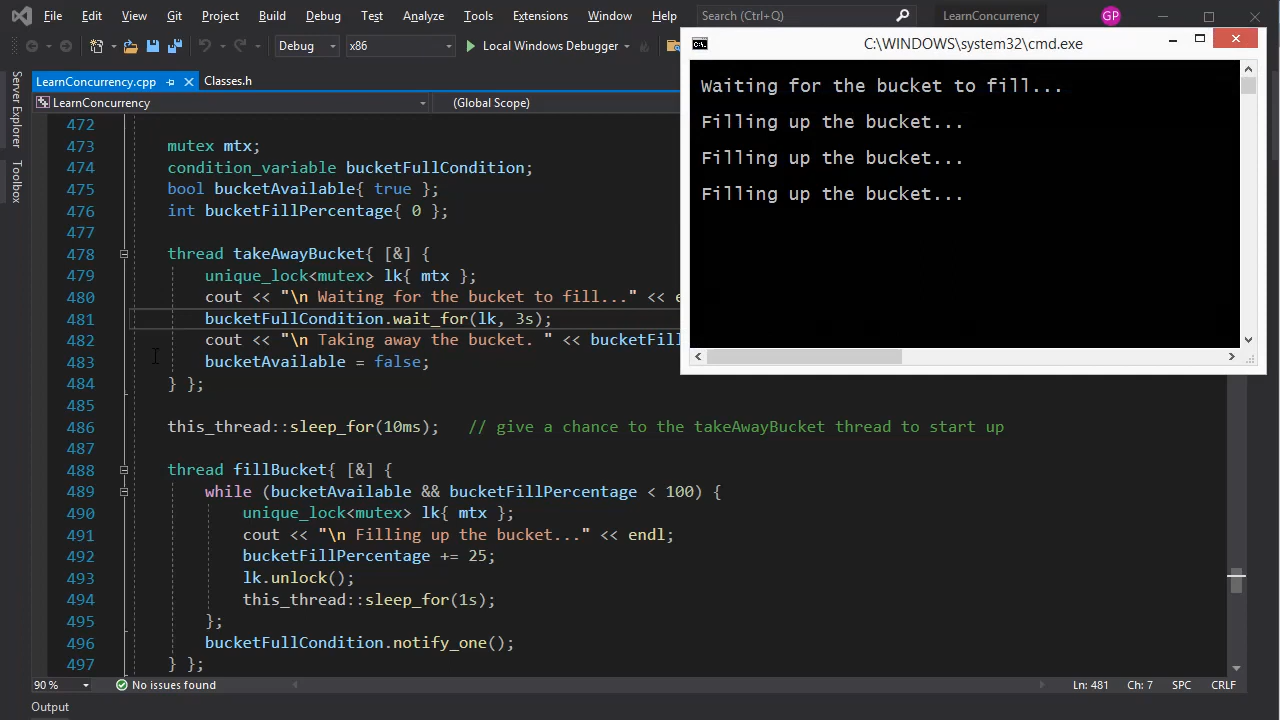 File Edit View Git Project Build Debug Test Analyze Tools Extensions Window Help Search (Ctrl+Q) LearnConcurrency GP
Debug x86 Local Windows Debugger
C:\WINDOWS\system32\cmd.exe
Waiting for the bucket to fill...
Filling up the bucket...
Filling up the bucket...
Filling up the bucket...
Server Explorer
Toolbox
LearnConcurrency.cpp Classes.h
LearnConcurrency (Global Scope)
472
473 mutex mtx;
474 condition_variable bucketFullCondition;
475 bool bucketAvailable{ true };
476 int bucketFillPercentage{ 0 };
477
478 thread takeAwayBucket{ [&] {
479 unique_lock<mutex> lk{ mtx };
480 cout << "\n Waiting for the bucket to fill..." << e
481 bucketFullCondition.wait_for(lk, 3s);
482 cout << "\n Taking away the bucket. " << bucketFill
483 bucketAvailable = false;
484 } };
485
486 this_thread::sleep_for(10ms); // give a chance to the takeAwayBucket thread to start up
487
488 thread fillBucket{ [&] {
489 while (bucketAvailable && bucketFillPercentage < 100) {
490 unique_lock<mutex> lk{ mtx };
491 cout << "\n Filling up the bucket..." << endl;
492 bucketFillPercentage += 25;
493 lk.unlock();
494 this_thread::sleep_for(1s);
495 };
496 bucketFullCondition.notify_one();
497 } };
90 % No issues found Ln: 481 Ch: 7 SPC CRLF
Output